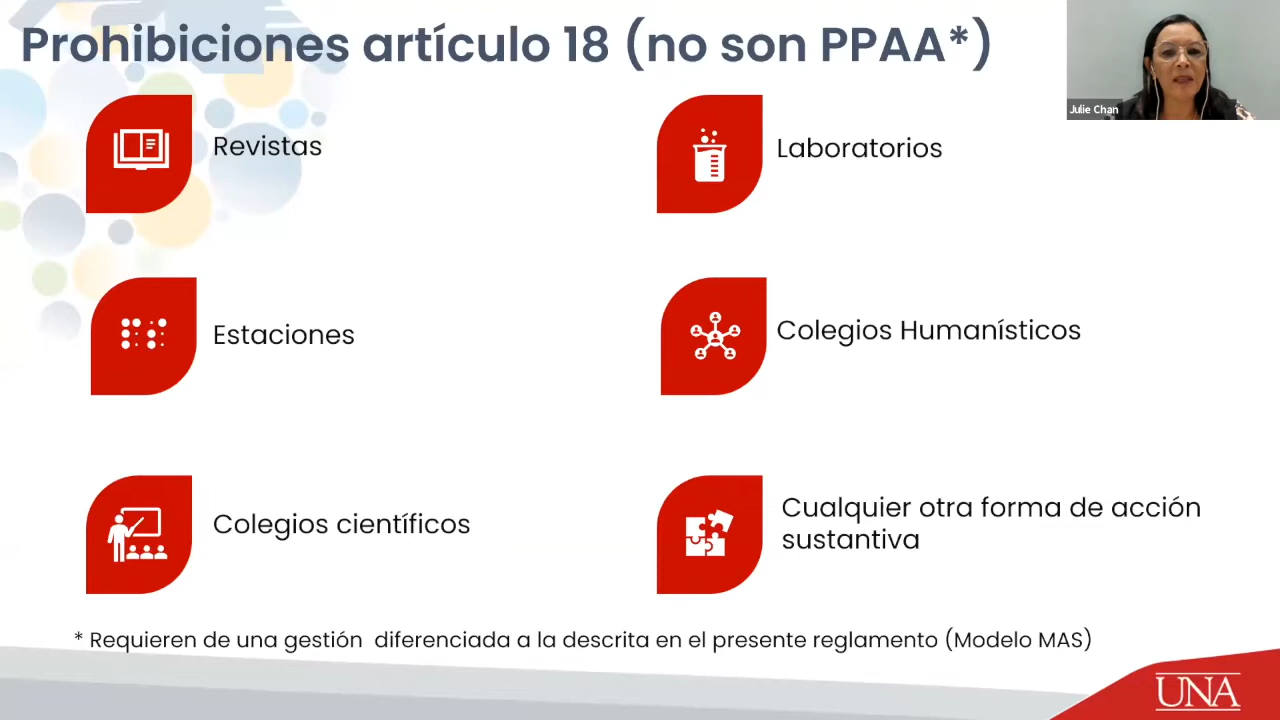 Prohibiciones artículo 18 (no son PPAA*)
Julie Chan
Revistas
Laboratorios
Estaciones
Colegios Humanísticos
Colegios científicos
Cualquier otra forma de acción
sustantiva
* Requieren de una gestión diferenciada a la descrita en el presente reglamento (Modelo MAS)
UNA